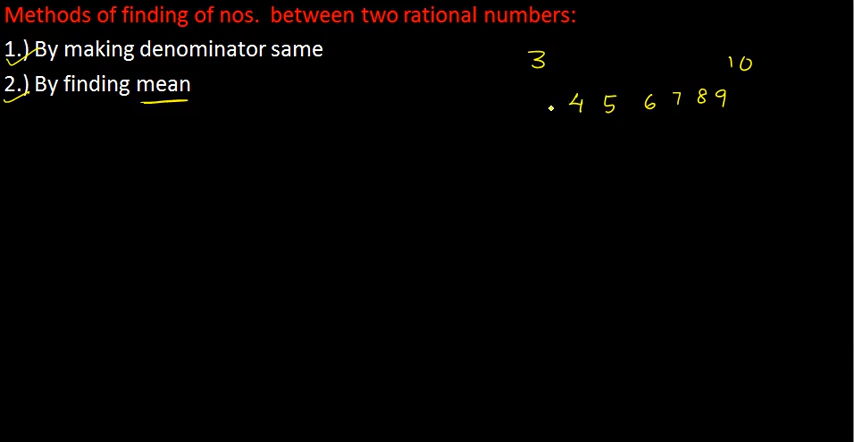 Methods of finding of nos. between two rational numbers:
1.) By making denominator same
2.) By finding mean
3 10
4 5 6 7 8 9